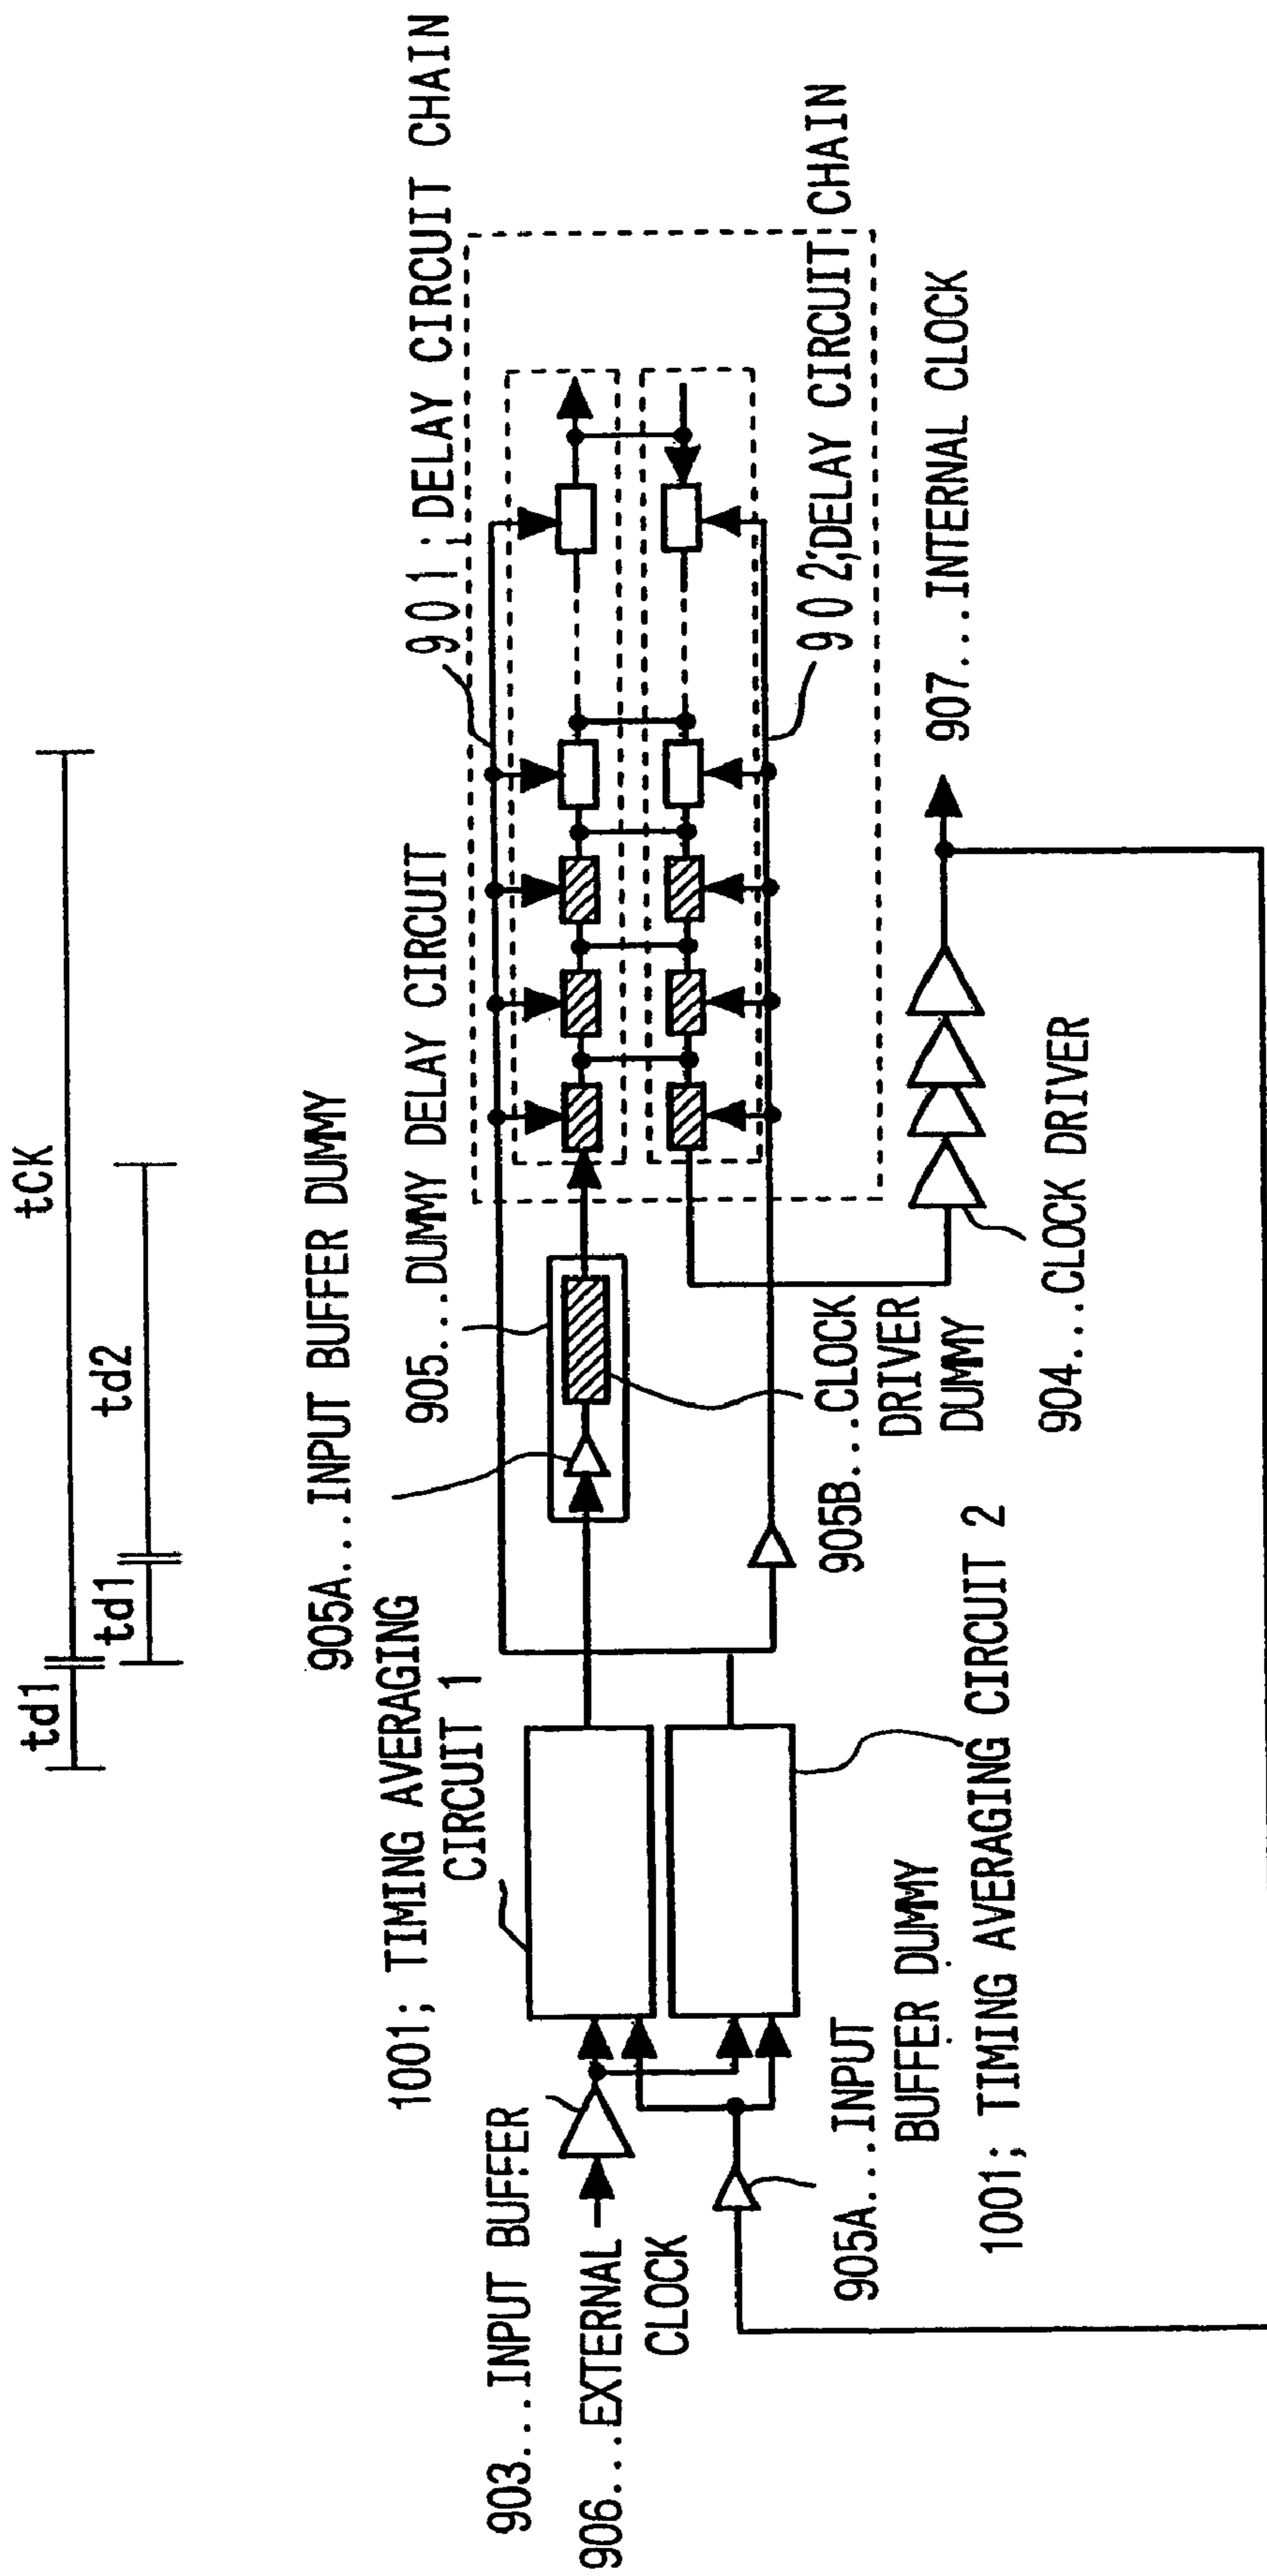 td1
tCK
td1
td2
905A...INPUT BUFFER DUMMY
905...DUMMY DELAY CIRCUIT
901;DELAY CIRCUIT CHAIN
1001; TIMING AVERAGING
CIRCUIT 1
903...INPUT BUFFER
906...EXTERNAL
CLOCK
905A...INPUT
BUFFER DUMMY
1001; TIMING AVERAGING CIRCUIT 2
905B...CLOCK
DRIVER
DUMMY
904...CLOCK DRIVER
902;DELAY CIRCUIT CHAIN
907...INTERNAL CLOCK